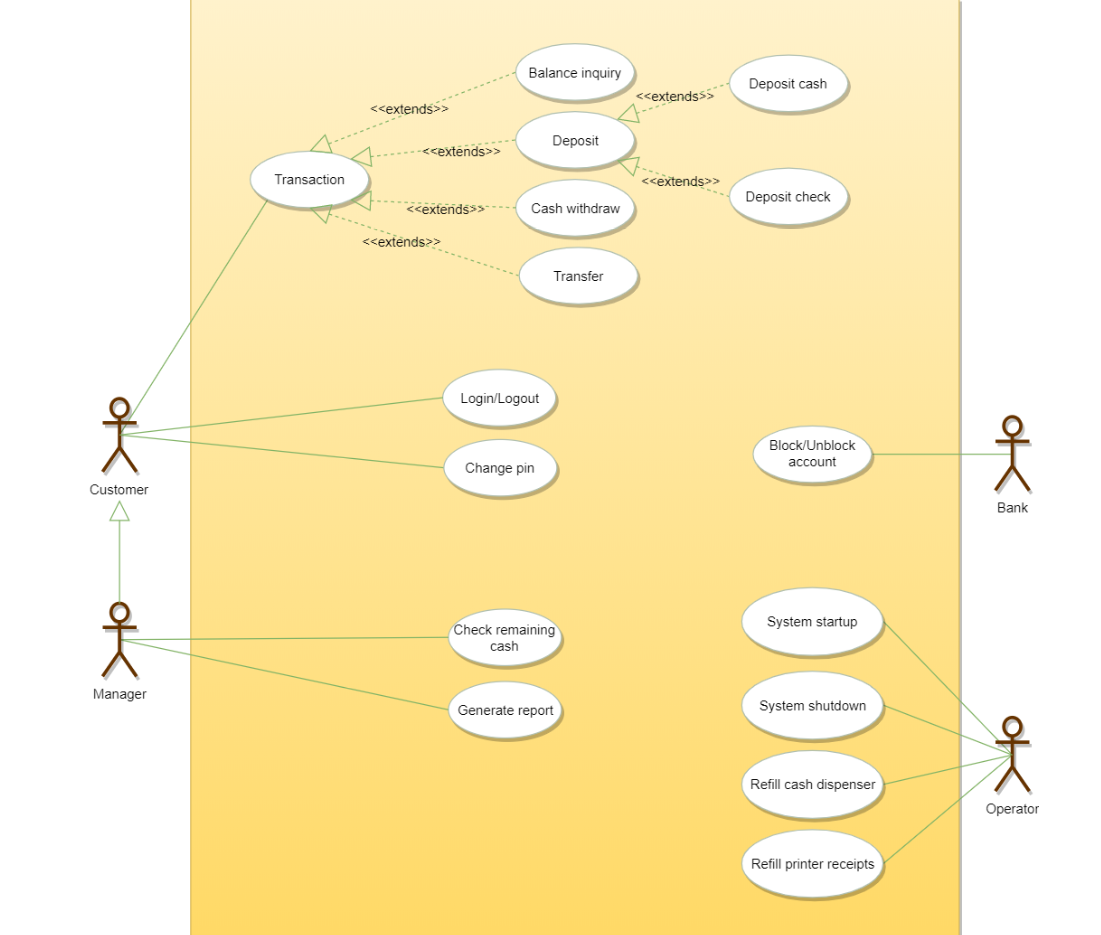 Balance inquiry
Deposit cash
<<extends>>
<<extends>>
Deposit
<<extends>>
Transaction
<<extends>>
Deposit check
Cash withdraw
<<extends>>
<<extends>>
Transfer
Login/Logout
Block/Unblock
account
Change pin
Customer
Bank
System startup
Check remaining
cash
Manager
System shutdown
Generate report
Refill cash dispenser
Operator
Refill printer receipts